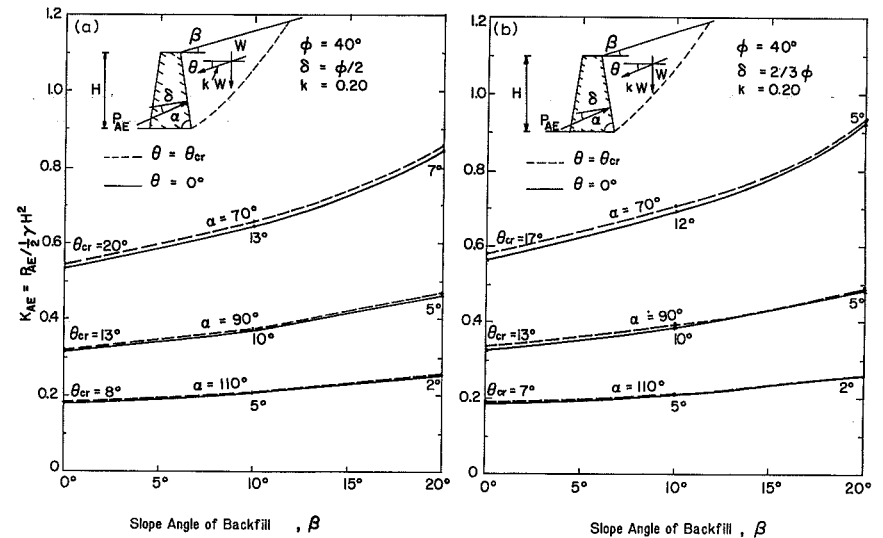 (a)
β
W
θ
kW
H
δ
α
P_AE
ϕ = 40°
δ = ϕ/2
k = 0.20
θ = θcr
θ = 0°
K_AE = P_AE/½γH²
1.2
1.0
0.8
0.6
0.4
0.2
0
α = 70°
θcr = 20°
13°
7°
α = 90°
θcr = 13°
10°
5°
α = 110°
θcr = 8°
5°
2°
0°
5°
10°
15°
20°
Slope Angle of Backfill , β
(b)
β
W
θ
kW
H
δ
α
P_AE
ϕ = 40°
δ = 2/3 ϕ
k = 0.20
θ = θcr
θ = 0°
1.2
1.0
0.8
0.6
0.4
0.2
0
α = 70°
θcr = 17°
12°
5°
α = 90°
θcr = 13°
10°
5°
α = 110°
θcr = 7°
5°
2°
0°
5°
10°
15°
20°
Slope Angle of Backfill , β